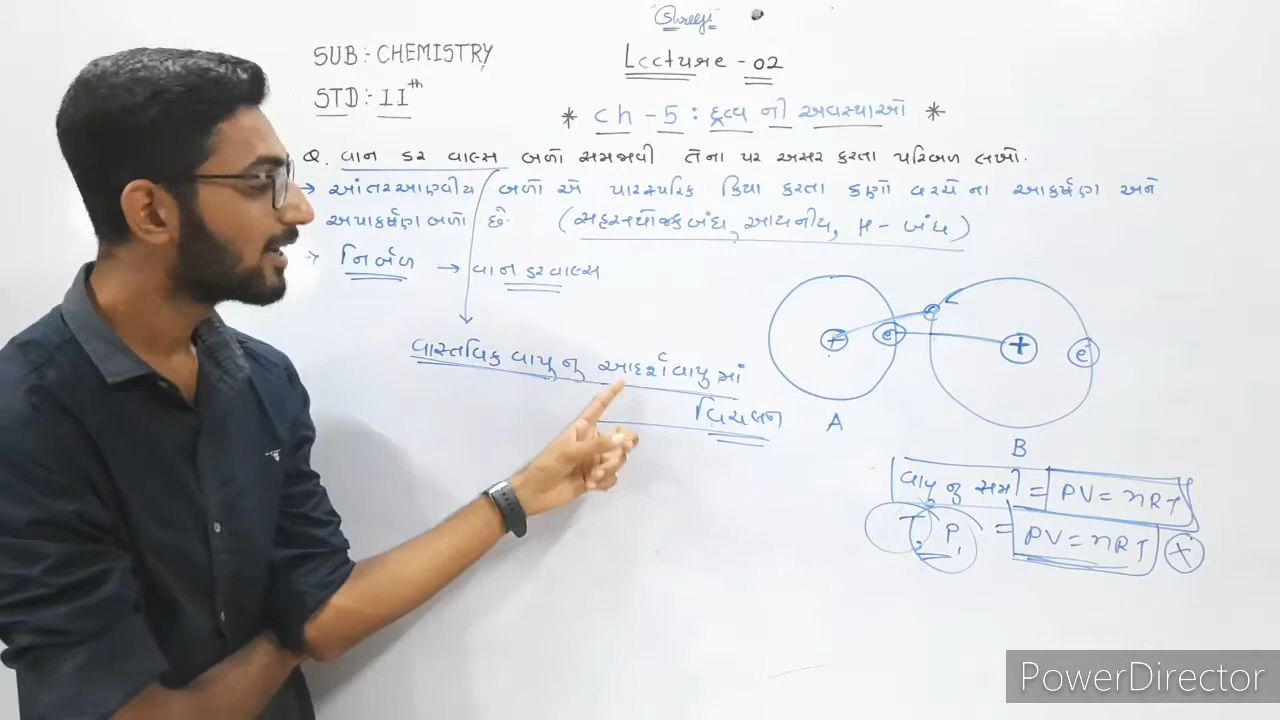 Shreeji
SUB:- CHEMISTRY
Lecture - 02
STD:- 11th
* ch - 5 : દ્રવ્ય ની અવસ્થાઓ *
Q. વાન ડર વાલ્સ બળો સમજાવી તેના પર અસર કરતા પરિબળ લખો.
→ આંતરઆણ્વીય બળો એ પારસ્પરિક ક્રિયા કરતા કણો વચ્ચે ના આકર્ષણ અને
અપાકર્ષણ બળો છે. (સહસંયોજક બંધ, આયનીય, H - બંધ)
→ નિર્બળ → વાન ડરવાલ્સ
વાસ્તવિક વાયુ નુ આદર્શવાયુ માં
વિચલન
+ e⁻ e + e⁻
A
B
વાયુ નુ સમી = PV = nRT
T, P, = PV = nRT ×
PowerDirector